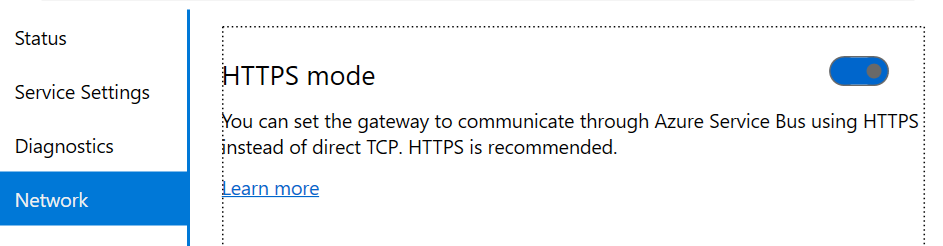 Status
Service Settings
Diagnostics
Network
HTTPS mode
You can set the gateway to communicate through Azure Service Bus using HTTPS
instead of direct TCP. HTTPS is recommended.
Learn more